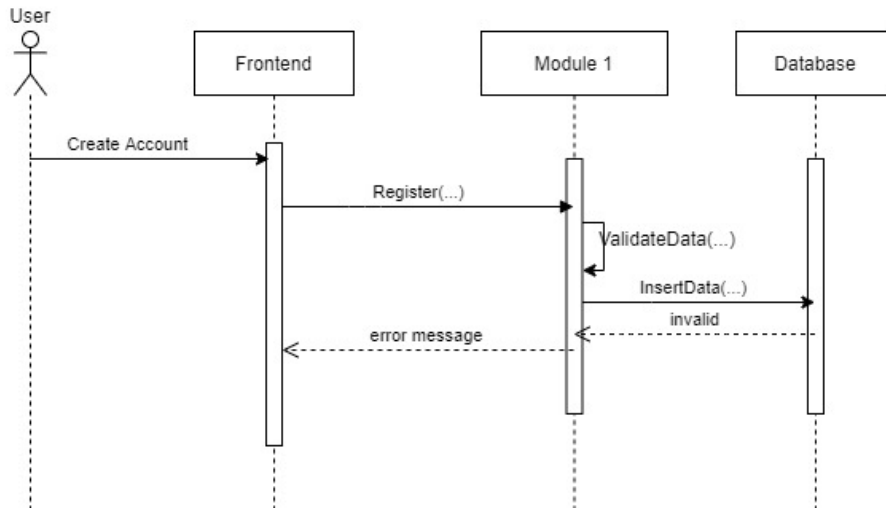 User
Frontend
Module 1
Database
Create Account
Register(...)
ValidateData(...)
InsertData(...)
invalid
error message